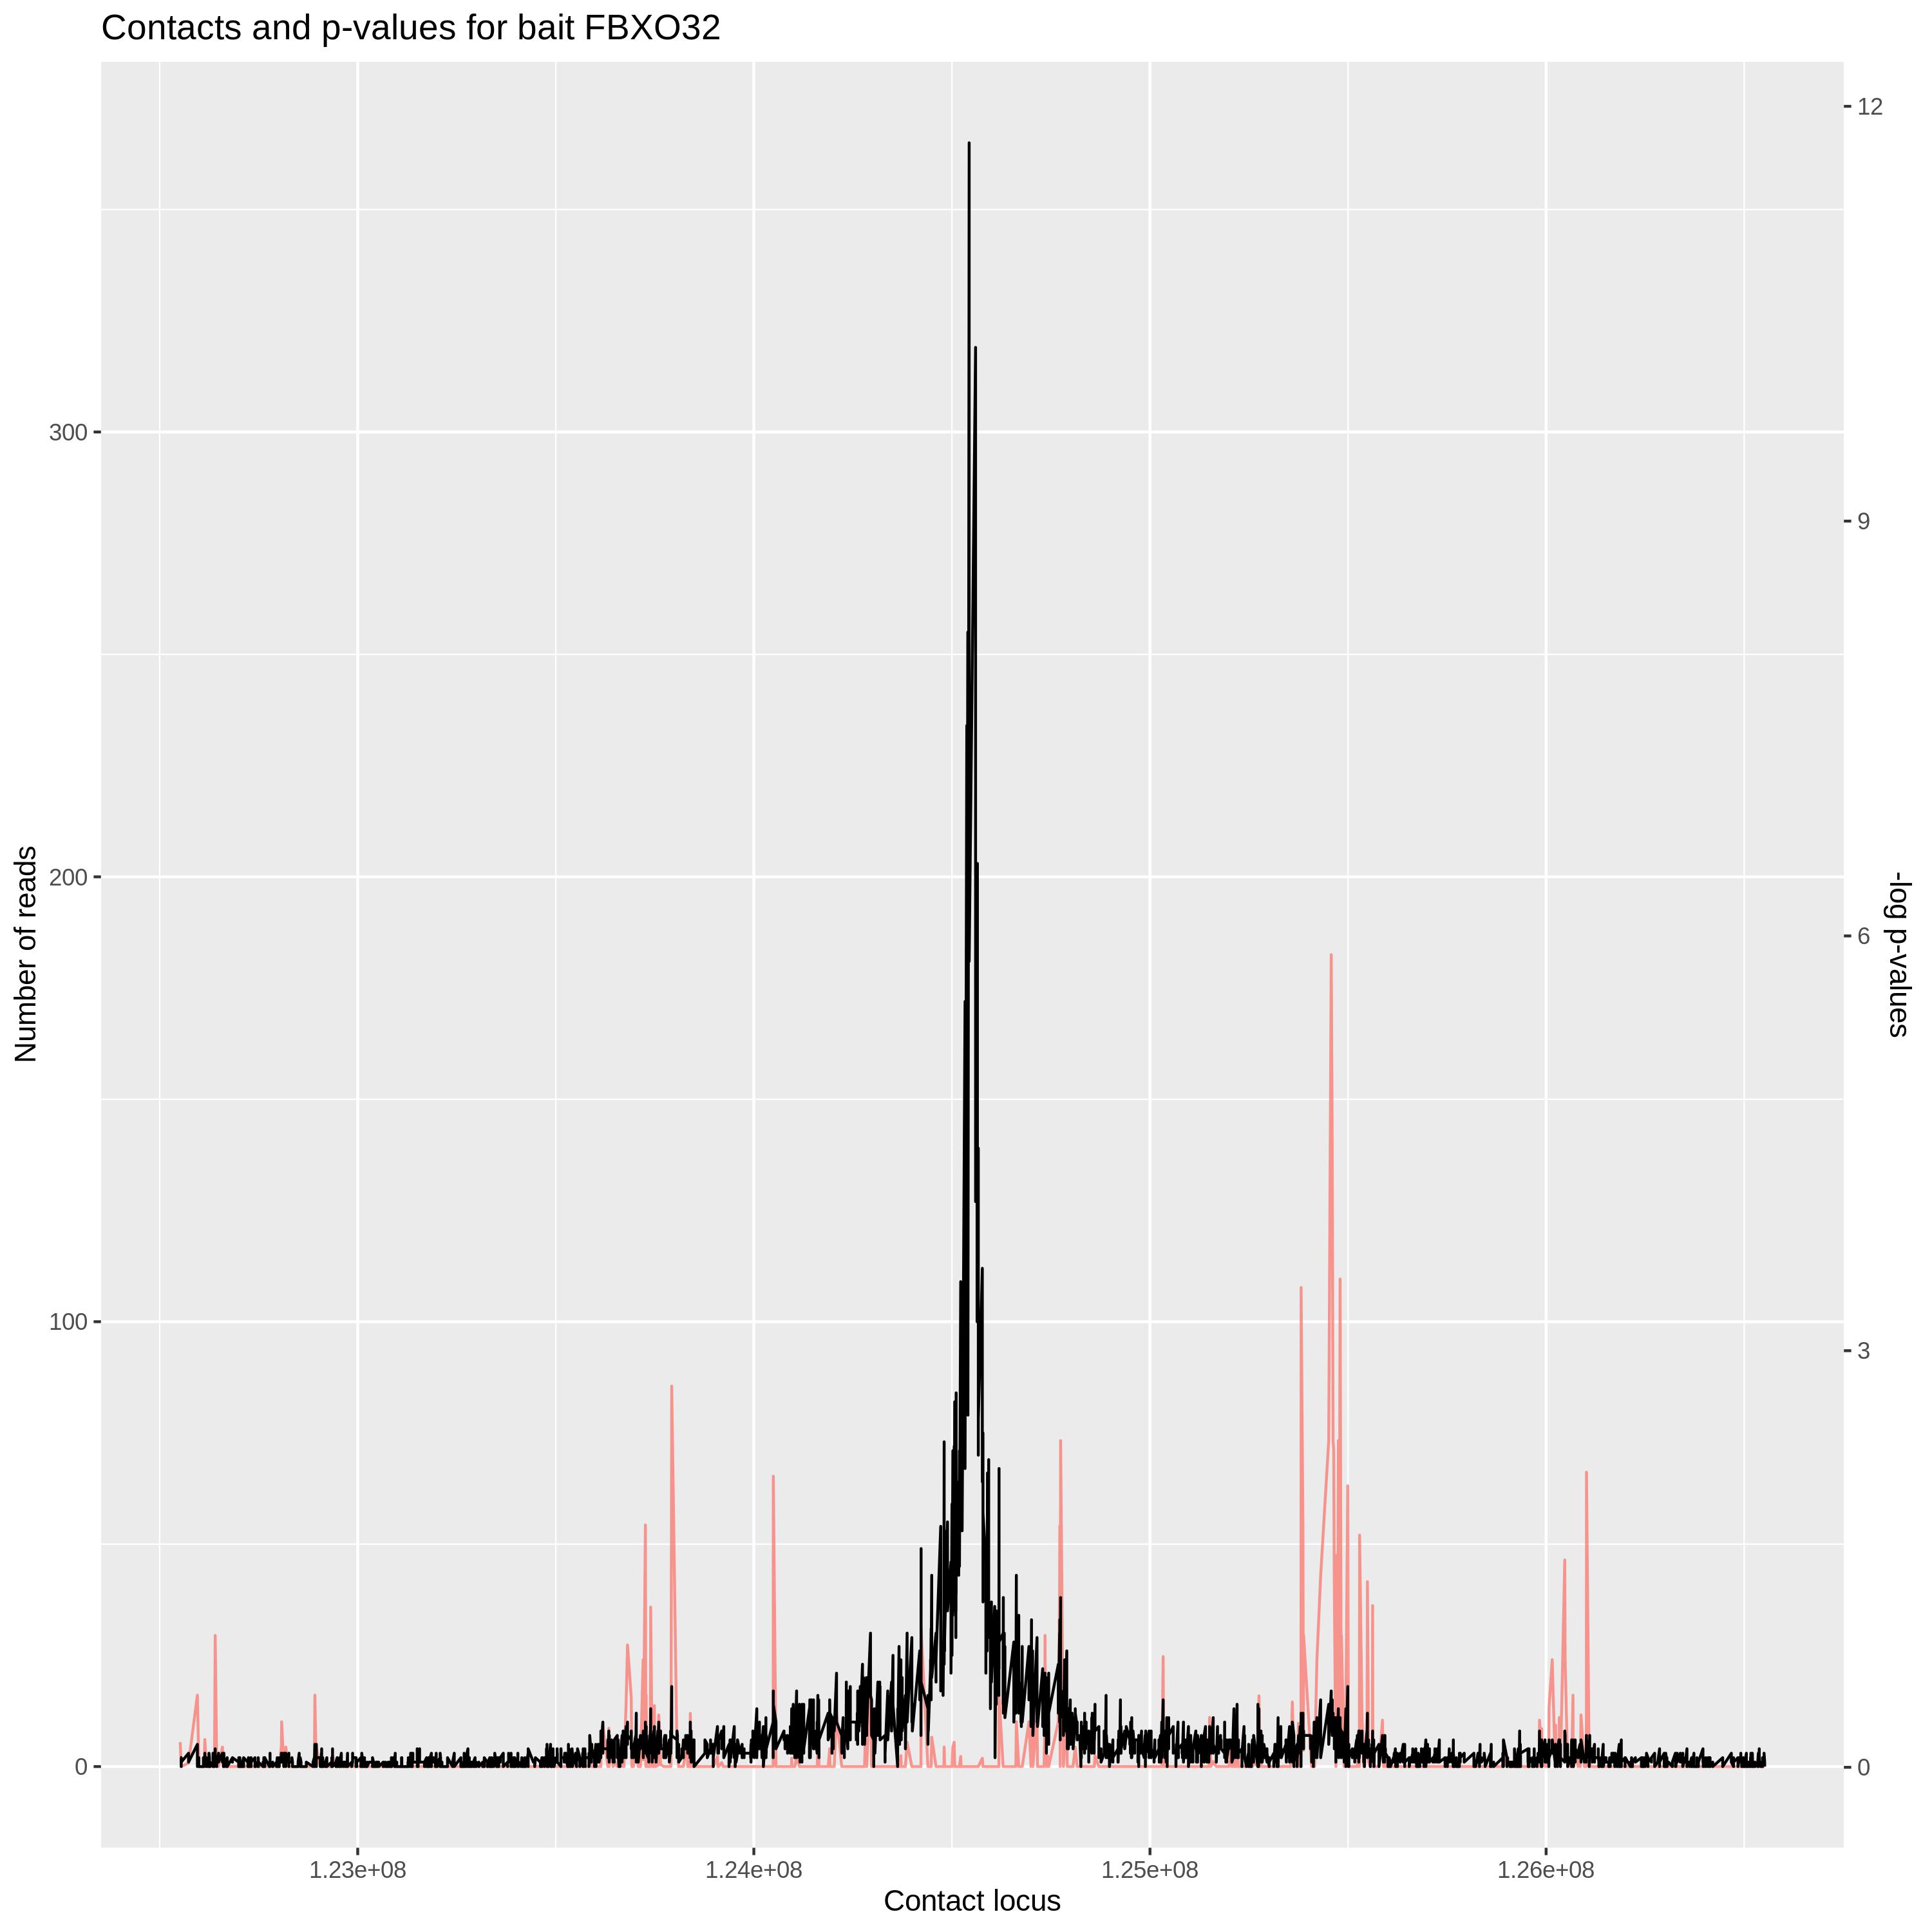 Contacts and p-values for bait FBXO32
Number of reads
300
200
100
0
12
9
6
3
0
-log p-values
1.23e+08
1.24e+08
1.25e+08
1.26e+08
Contact locus